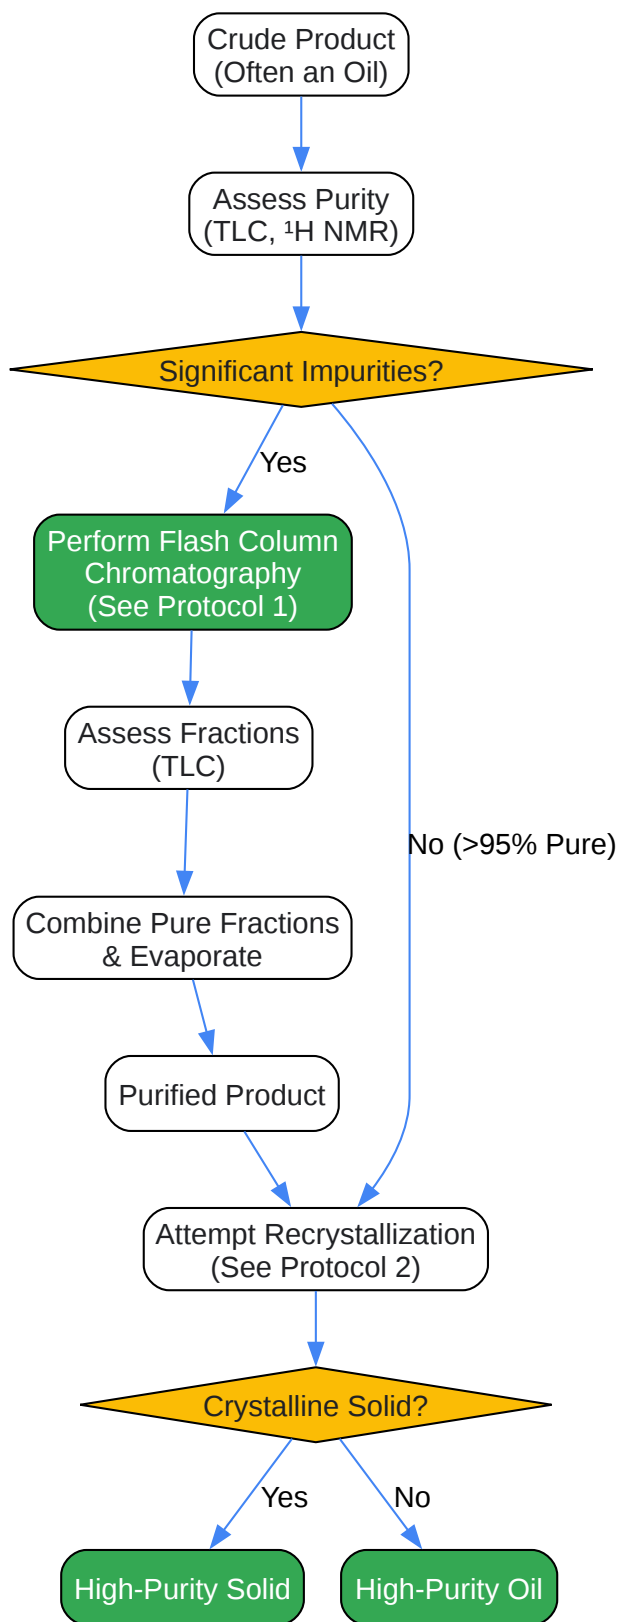 Crude Product
(Often an Oil)
Assess Purity
(TLC, ¹H NMR)
Significant Impurities?
Yes
Perform Flash Column
Chromatography
(See Protocol 1)
Assess Fractions
(TLC)
No (>95% Pure)
Combine Pure Fractions
& Evaporate
Purified Product
Attempt Recrystallization
(See Protocol 2)
Crystalline Solid?
Yes
No
High-Purity Solid
High-Purity Oil